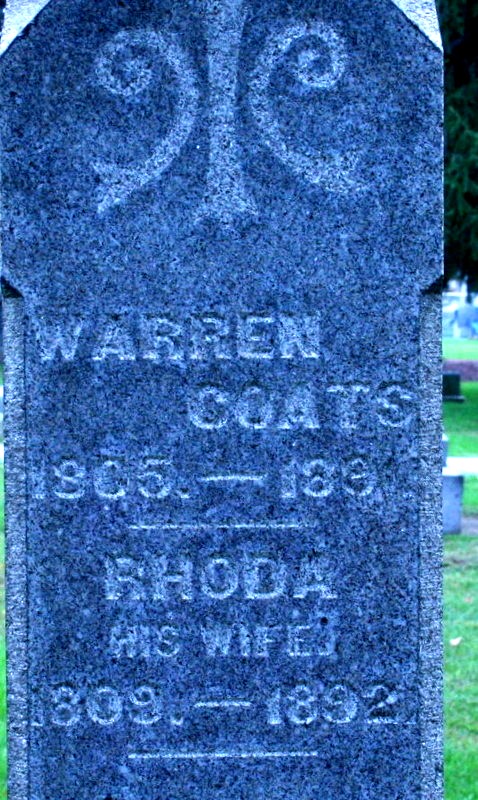 WARREN
COATS
1805. —
RHODA
HIS WIFE
1809. — 1892.